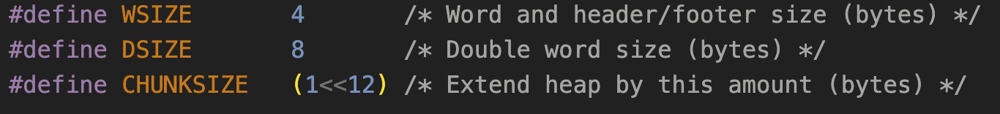 #define WSIZE 4 /* Word and header/footer size (bytes) */
#define DSIZE 8 /* Double word size (bytes) */
#define CHUNKSIZE (1<<12) /* Extend heap by this amount (bytes) */